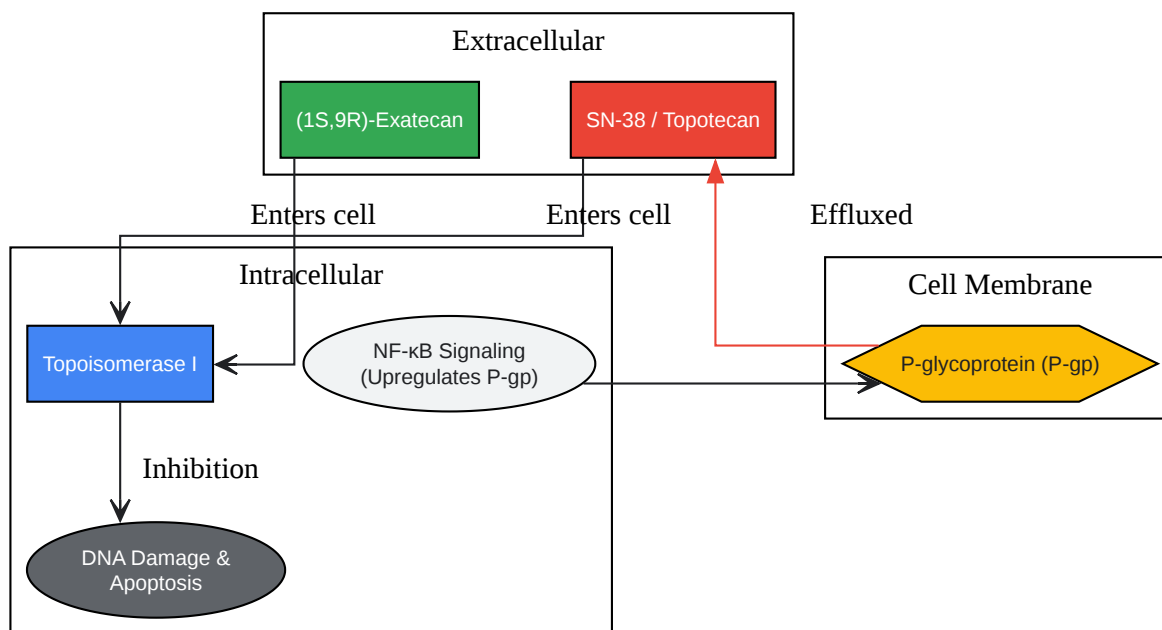 Extracellular
(1S,9R)-Exatecan
SN-38 / Topotecan
Enters cell
Enters cell
Effluxed
Intracellular
Cell Membrane
Topoisomerase I
NF-κB Signaling
(Upregulates P-gp)
P-glycoprotein (P-gp)
Inhibition
DNA Damage &
Apoptosis